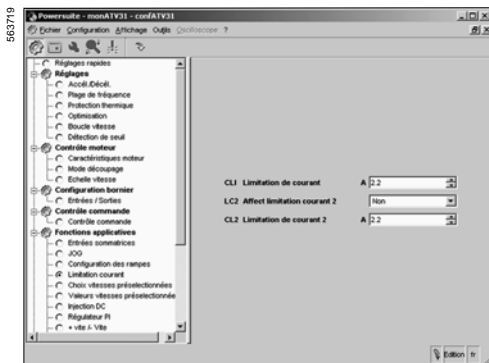 563719
Powersuite - monATV31 - confATV31
Fichier Configuration Affichage Outils Oscilloscope ?
Réglages rapides
Réglages
Accél./Décél.
Plage de fréquence
Protection thermique
Optimisation
Boucle vitesse
Détection de seuil
Contrôle moteur
Caractéristiques moteur
Mode découpage
Echelle vitesse
Configuration bornier
Entrées / Sorties
Contrôle commande
Contrôle commande
Fonctions applicatives
Entrées sommatrices
JOG
Configuration des rampes
Limitation courant
Choix vitesses préselectionnées
Valeurs vitesses préselectionnée
Injection DC
Régulateur PI
+ vite /- Vite
CLI Limitation de courant A 2.2
LC2 Affect limitation courant 2 Non
CL2 Limitation de courant 2 A 2.2
Edition fr